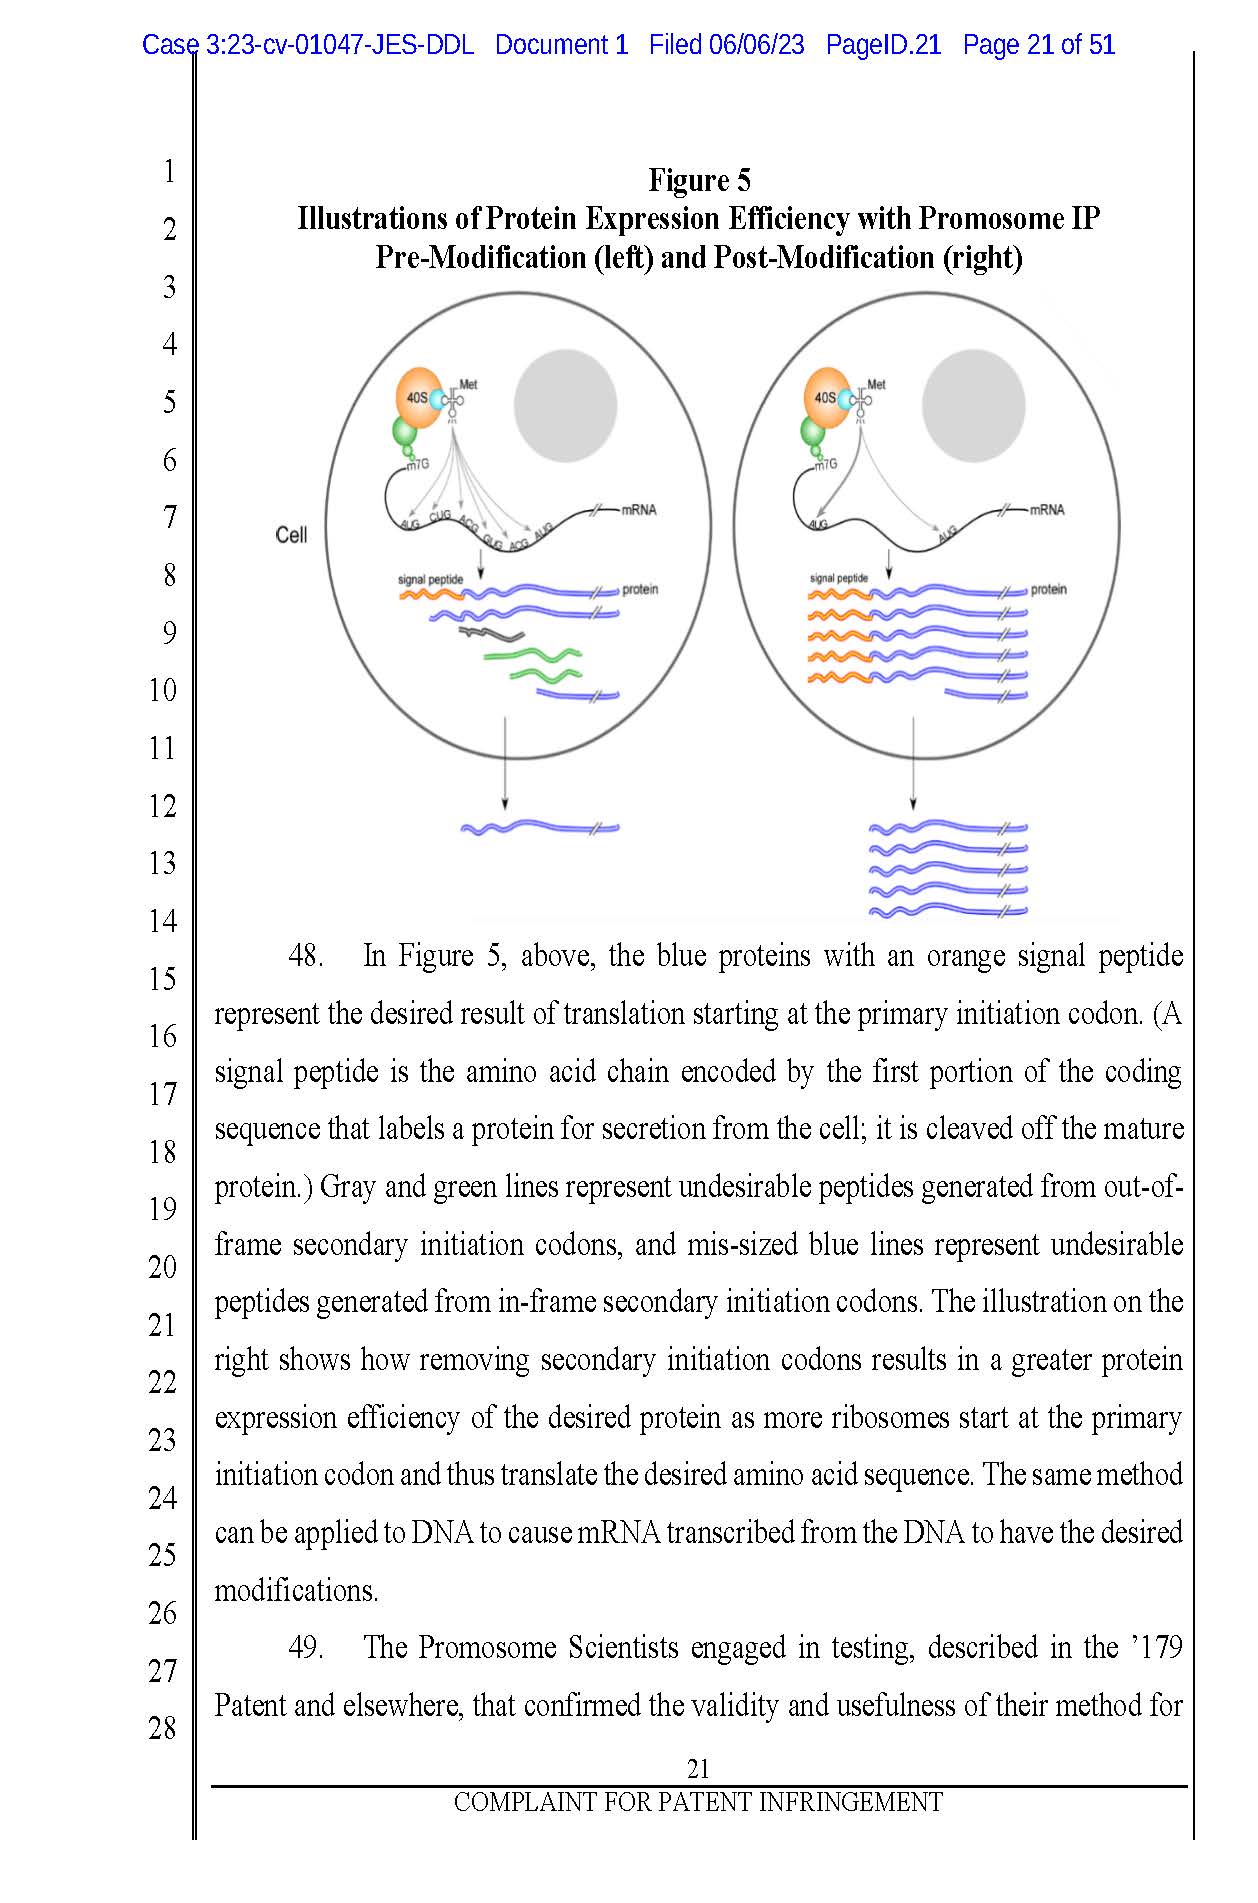 Case 3:23-cv-01047-JES-DDL Document 1 Filed 06/06/23 PageID.21 Page 21 of 51
1
2
3
4
5
6
7
8
9
10
11
12
13
14
15
16
17
18
19
20
21
22
23
24
25
26
27
28
Figure 5
Illustrations of Protein Expression Efficiency with Promosome IP
Pre-Modification (left) and Post-Modification (right)
Cell
40S
Met
m7G
AUG
CUG
ACG
GUG
ACG
AUG
mRNA
signal peptide
protein
40S
Met
m7G
AUG
AUG
mRNA
signal peptide
protein
48. In Figure 5, above, the blue proteins with an orange signal peptide
represent the desired result of translation starting at the primary initiation codon. (A
signal peptide is the amino acid chain encoded by the first portion of the coding
sequence that labels a protein for secretion from the cell; it is cleaved off the mature
protein.) Gray and green lines represent undesirable peptides generated from out-of-
frame secondary initiation codons, and mis-sized blue lines represent undesirable
peptides generated from in-frame secondary initiation codons. The illustration on the
right shows how removing secondary initiation codons results in a greater protein
expression efficiency of the desired protein as more ribosomes start at the primary
initiation codon and thus translate the desired amino acid sequence. The same method
can be applied to DNA to cause mRNA transcribed from the DNA to have the desired
modifications.
49. The Promosome Scientists engaged in testing, described in the ’179
Patent and elsewhere, that confirmed the validity and usefulness of their method for
21
COMPLAINT FOR PATENT INFRINGEMENT